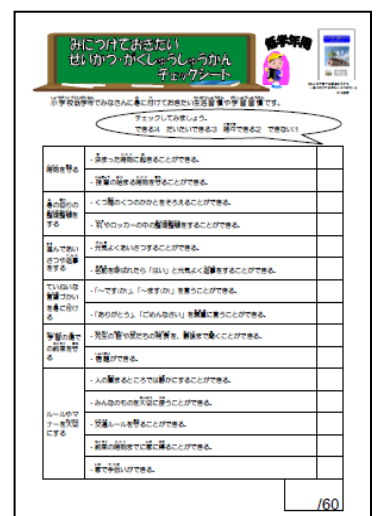 みにつけておきたい
せいかつ・がくしゅうしゅうかん
チェックシート
低学年用
小学校低学年でみなさんに身に付けておきたい生活習慣や学習習慣です。
チェックしてみましょう。
できる4 だいたいできる3 時々できる2 できない1
時間を守る
・決まった時間に起きることができる。
・授業の始まる時間を守ることができる。
身の回りの
整理整頓を
する
・くつ箱のくつのかかとをそろえることができる。
・机やロッカーの中の整理整頓をすることができる。
進んであい
さつや返事
をする
・元気よくあいさつすることができる。
・名前を呼ばれたら「はい」と元気よく返事をすることができる。
ていねいな
言葉づかい
を身に付け
る
・「～です(か)」、「～ます(か)」を言うことができる。
・「ありがとう」、「ごめんなさい」を素直に言うことができる。
学習の場で
の約束を守
る
・先生の話や友だちの発表を、最後まで聞くことができる。
・宿題ができる。
ルールやマ
ナーを大切
にする
・人の集まるところでは静かにすることができる。
・みんなのものを大切に使うことができる。
・交通ルールを守ることができる。
・約束の時間までに家に帰ることができる。
・家で手伝いができる。
/60